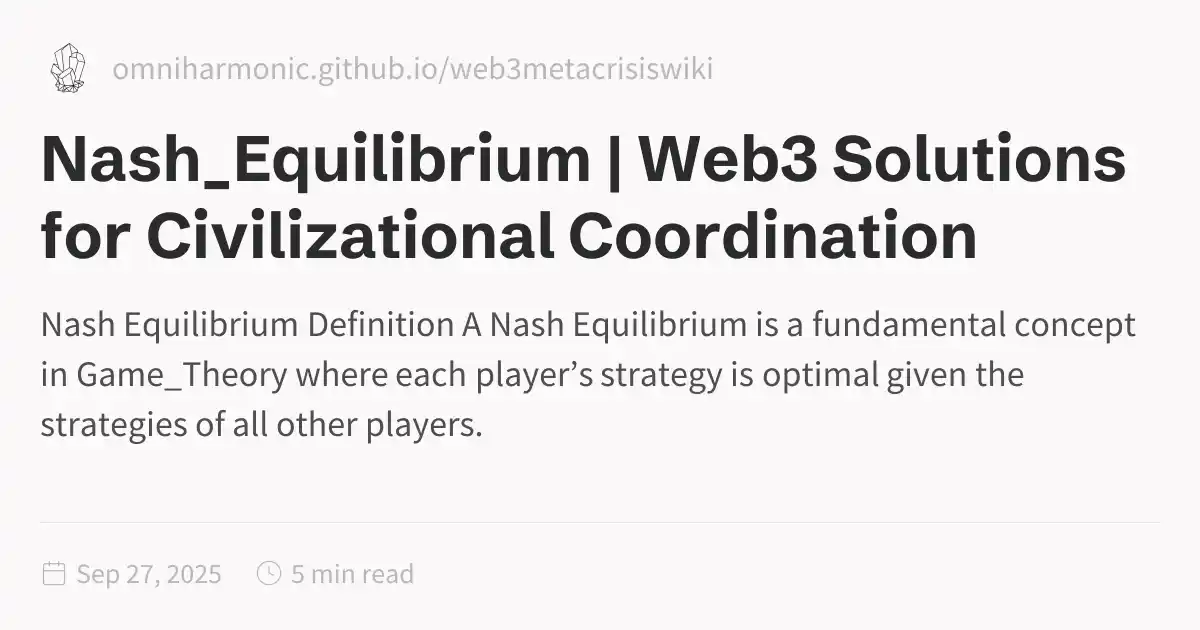 omniharmonic.github.io/web3metacrisiswiki
Nash_Equilibrium | Web3 Solutions
for Civilizational Coordination
Nash Equilibrium Definition A Nash Equilibrium is a fundamental concept
in Game_Theory where each player’s strategy is optimal given the
strategies of all other players.
Sep 27, 2025 5 min read